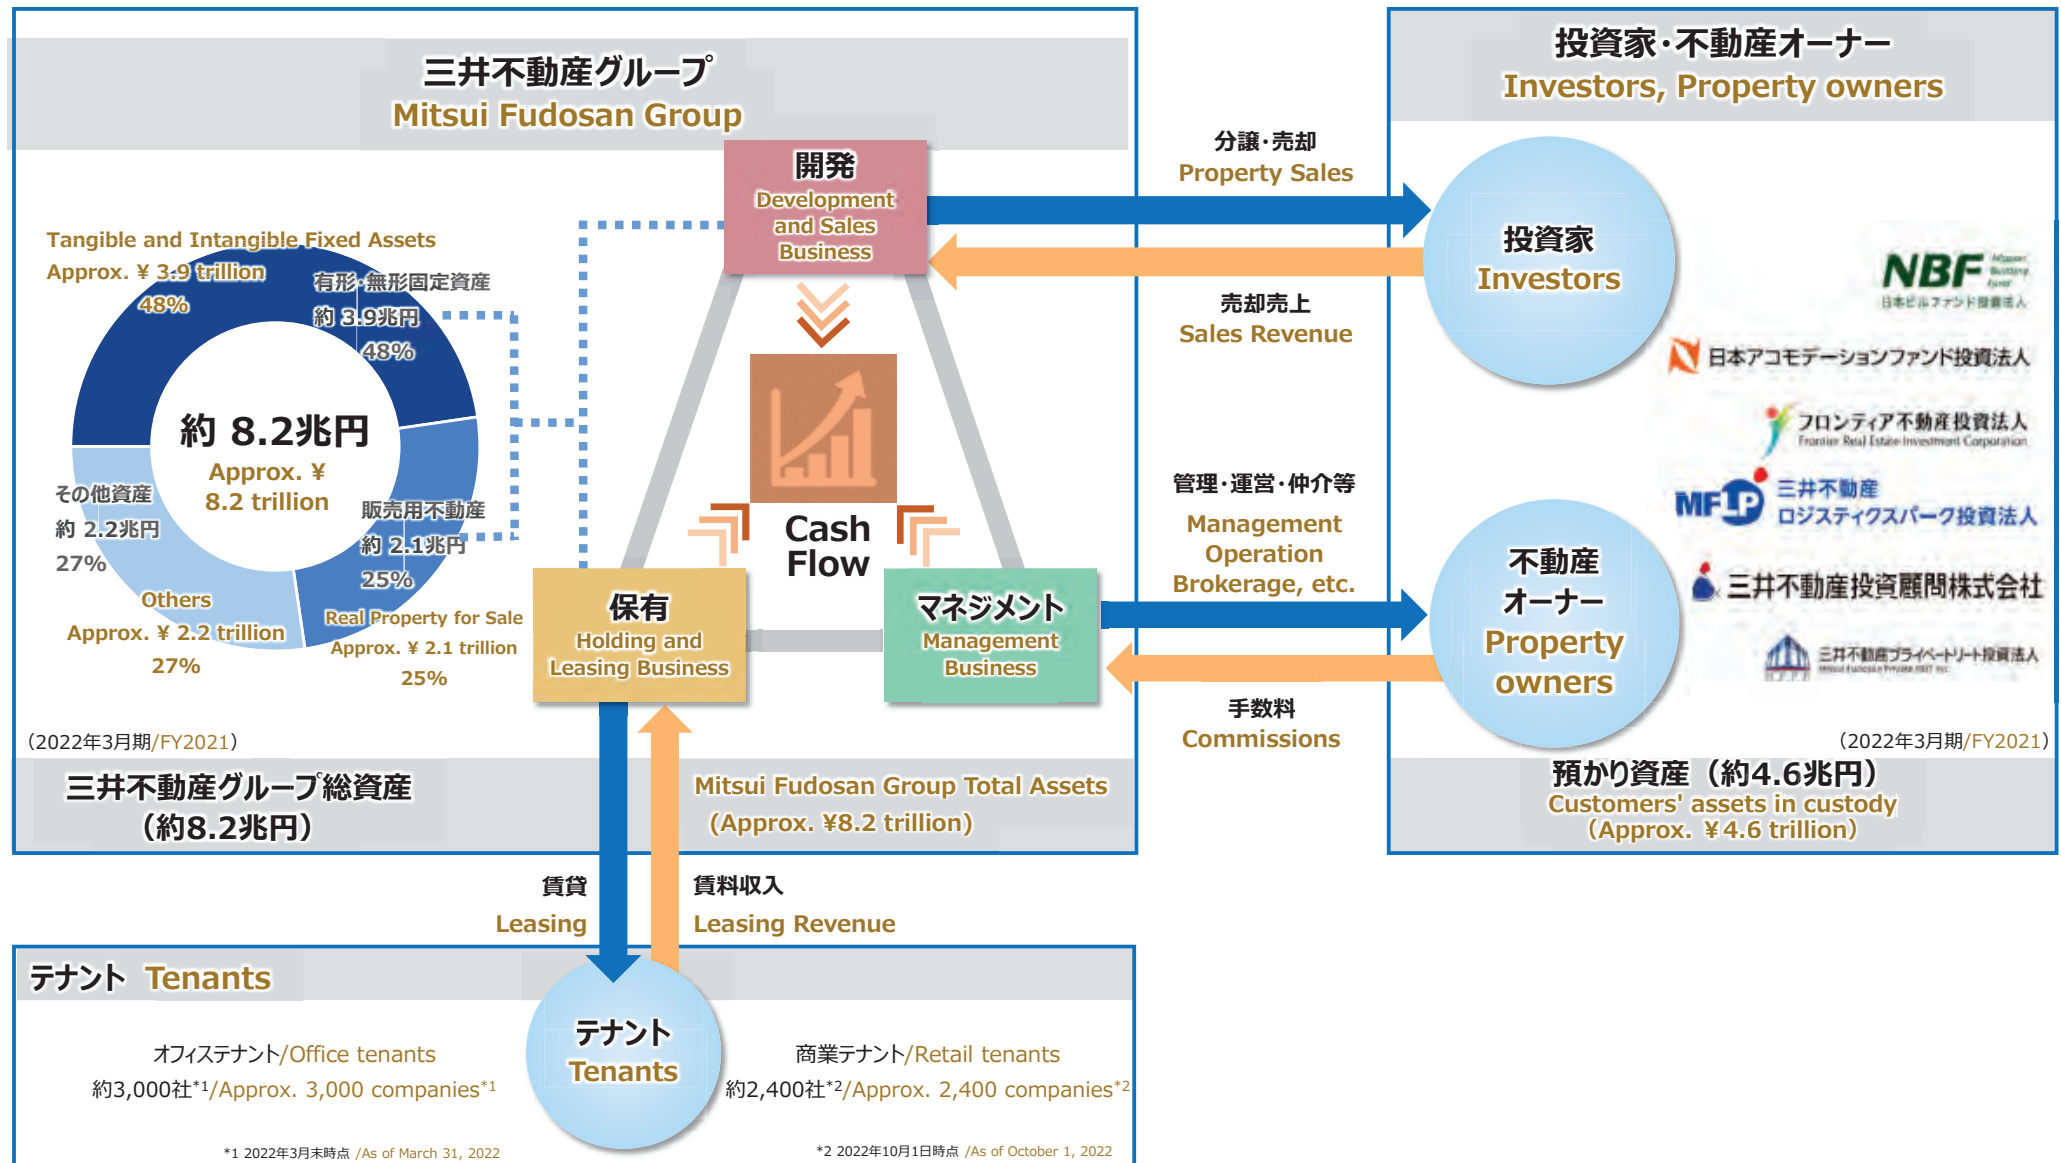 三井不動産グループ
Mitsui Fudosan Group
投資家・不動産オーナー
Investors, Property owners
開発
Development
and Sales
Business
分譲・売却
Property Sales
売却売上
Sales Revenue
投資家
Investors
Tangible and Intangible Fixed Assets
Approx. ¥ 3.9 trillion
48%
有形・無形固定資産
約 3.9兆円
48%
約 8.2兆円
Approx. ¥
8.2 trillion
その他資産
約 2.2兆円
27%
Others
Approx. ¥ 2.2 trillion
27%
販売用不動産
約 2.1兆円
25%
Real Property for Sale
Approx. ¥ 2.1 trillion
25%
Cash
Flow
保有
Holding and
Leasing Business
マネジメント
Management
Business
管理・運営・仲介等
Management
Operation
Brokerage, etc.
手数料
Commissions
不動産
オーナー
Property
owners
NBF
日本ビルファンド投資法人
日本アコモデーションファンド投資法人
フロンティア不動産投資法人
Frontier Real Estate Investment Corporation
MFLP
三井不動産
ロジスティクスパーク投資法人
三井不動産投資顧問株式会社
三井不動産プライベートリート投資法人
（2022年3月期/FY2021）
（2022年3月期/FY2021）
三井不動産グループ総資産
（約8.2兆円）
Mitsui Fudosan Group Total Assets
(Approx. ¥8.2 trillion)
預かり資産（約4.6兆円）
Customers' assets in custody
（Approx. ¥4.6 trillion）
賃貸
Leasing
賃料収入
Leasing Revenue
テナント Tenants
テナント
Tenants
オフィステナント/Office tenants
約3,000社*1/Approx. 3,000 companies*1
商業テナント/Retail tenants
約2,400社*2/Approx. 2,400 companies*2
*1 2022年3月末時点 /As of March 31, 2022
*2 2022年10月1日時点 /As of October 1, 2022